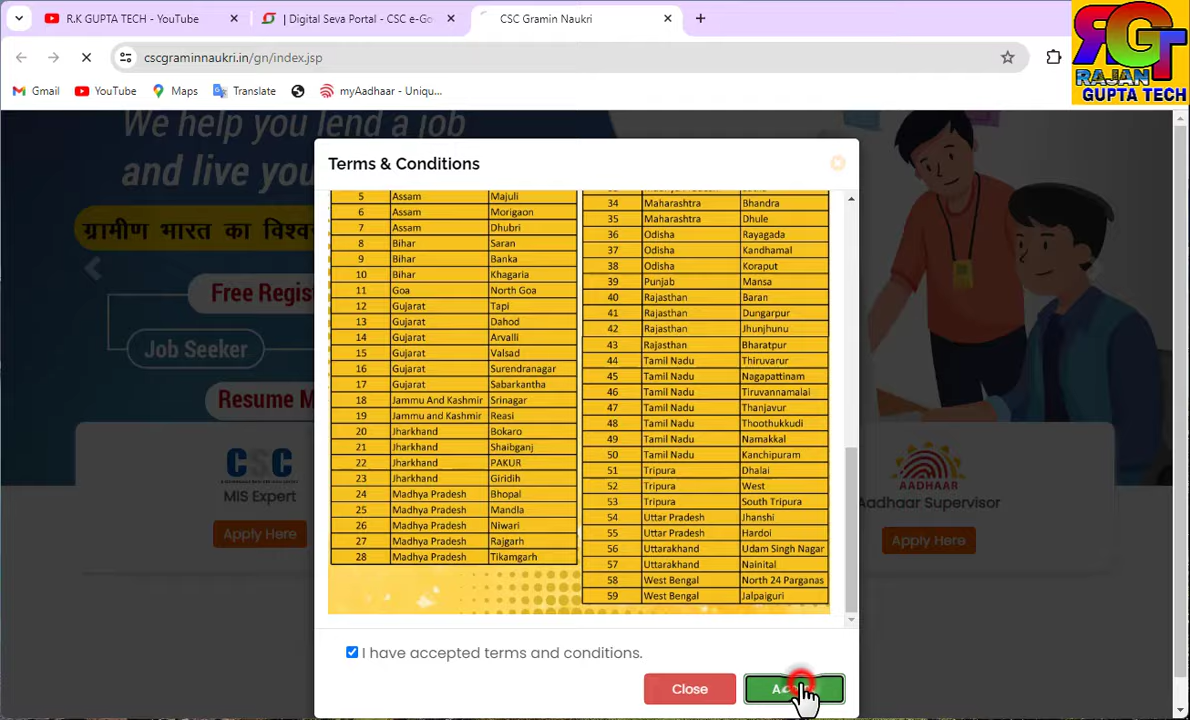 R.K GUPTA TECH - YouTube
| Digital Seva Portal - CSC e-Go
CSC Gramin Naukri
cscgraminnaukri.in/gn/index.jsp
RGT
RAJAN
GUPTA TECH
Gmail
YouTube
Maps
Translate
myAadhaar - Uniqu...
We help you lend a job
and live you
ग्रामीण भारत का विश्व
Free Regist
Job Seeker
Resume M
CSC
MIS Expert
Apply Here
AADHAAR
Aadhaar Supervisor
Apply Here
Terms & Conditions
5 Assam Majuli
6 Assam Morigaon
7 Assam Dhubri
8 Bihar Saran
9 Bihar Banka
10 Bihar Khagaria
11 Goa North Goa
12 Gujarat Tapi
13 Gujarat Dahod
14 Gujarat Arvalli
15 Gujarat Valsad
16 Gujarat Surendranagar
17 Gujarat Sabarkantha
18 Jammu And Kashmir Srinagar
19 Jammu and Kashmir Reasi
20 Jharkhand Bokaro
21 Jharkhand Shaibganj
22 Jharkhand PAKUR
23 Jharkhand Giridih
24 Madhya Pradesh Bhopal
25 Madhya Pradesh Mandla
26 Madhya Pradesh Niwari
27 Madhya Pradesh Rajgarh
28 Madhya Pradesh Tikamgarh
34 Maharashtra Bhandra
35 Maharashtra Dhule
36 Odisha Rayagada
37 Odisha Kandhamal
38 Odisha Koraput
39 Punjab Mansa
40 Rajasthan Baran
41 Rajasthan Dungarpur
42 Rajasthan Jhunjhunu
43 Rajasthan Bharatpur
44 Tamil Nadu Thiruvarur
45 Tamil Nadu Nagapattinam
46 Tamil Nadu Tiruvannamalai
47 Tamil Nadu Thanjavur
48 Tamil Nadu Thoothukkudi
49 Tamil Nadu Namakkal
50 Tamil Nadu Kanchipuram
51 Tripura Dhalai
52 Tripura West
53 Tripura South Tripura
54 Uttar Pradesh Jhanshi
55 Uttar Pradesh Hardoi
56 Uttarakhand Udam Singh Nagar
57 Uttarakhand Nainital
58 West Bengal North 24 Parganas
59 West Bengal Jalpaiguri
I have accepted terms and conditions.
Close